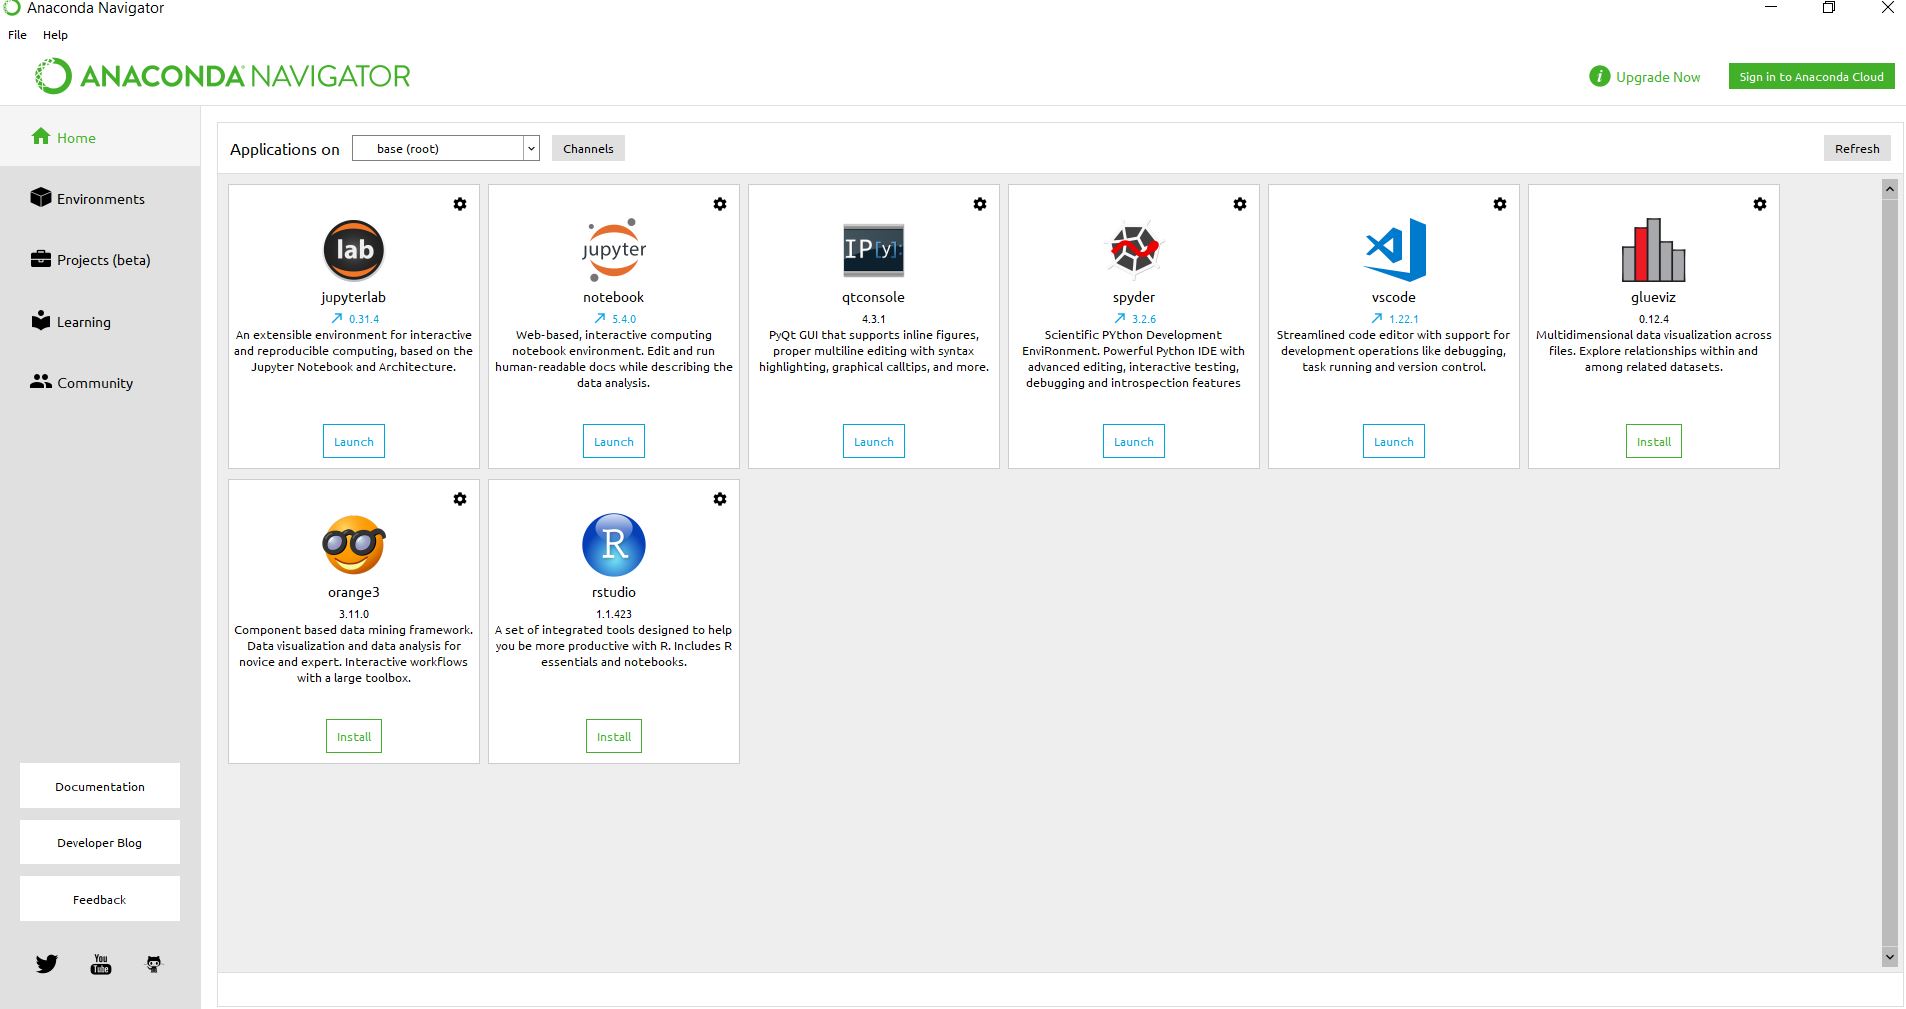 Anaconda Navigator
File Help
ANACONDA NAVIGATOR
i Upgrade Now Sign in to Anaconda Cloud
Home
Environments
Projects (beta)
Learning
Community
Documentation
Developer Blog
Feedback
You
Tube
Applications on base (root) Channels Refresh
lab
jupyterlab
0.31.4
An extensible environment for interactive
and reproducible computing, based on the
Jupyter Notebook and Architecture.
Launch
jupyter
notebook
5.4.0
Web-based, interactive computing
notebook environment. Edit and run
human-readable docs while describing the
data analysis.
Launch
IP[y]:
qtconsole
4.3.1
PyQt GUI that supports inline figures,
proper multiline editing with syntax
highlighting, graphical calltips, and more.
Launch
spyder
3.2.6
Scientific PYthon Development
EnviRonment. Powerful Python IDE with
advanced editing, interactive testing,
debugging and introspection features
Launch
vscode
1.22.1
Streamlined code editor with support for
development operations like debugging,
task running and version control.
Launch
glueviz
0.12.4
Multidimensional data visualization across
files. Explore relationships within and
among related datasets.
Install
orange3
3.11.0
Component based data mining framework.
Data visualization and data analysis for
novice and expert. Interactive workflows
with a large toolbox.
Install
R
rstudio
1.1.423
A set of integrated tools designed to help
you be more productive with R. Includes R
essentials and notebooks.
Install